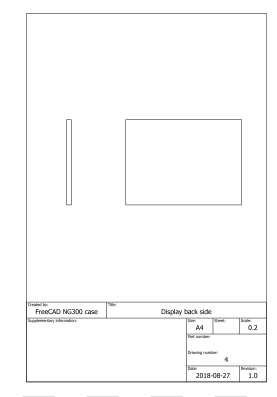 Created by:
FreeCAD NG300 case
Title:
Display back side
Supplementary information:
Size:
A4
Sheet:
Scale:
0.2
Part number:
Drawing number:
4
Date:
2018-08-27
Revision:
1.0